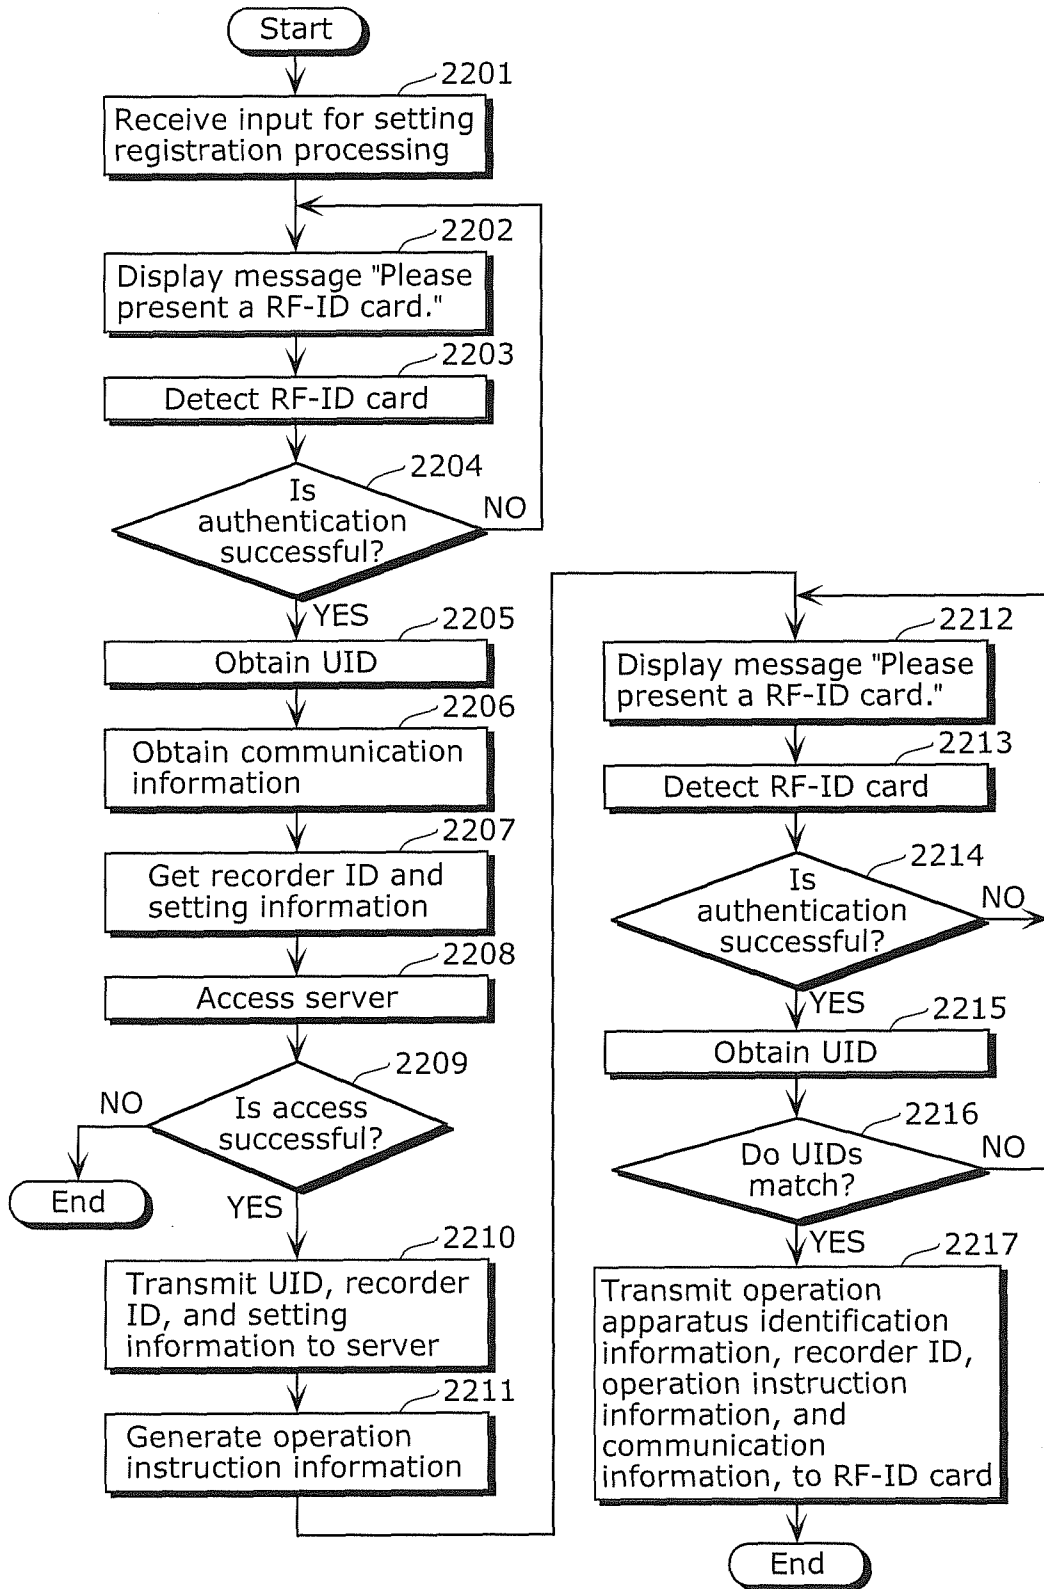 Start
2201
Receive input for setting
registration processing
2202
Display message "Please
present a RF-ID card."
2203
Detect RF-ID card
2204
Is
authentication
successful?
NO
YES
2205
Obtain UID
2206
Obtain communication
information
2207
Get recorder ID and
setting information
2208
Access server
2209
Is access
successful?
NO
End
YES
2210
Transmit UID, recorder
ID, and setting
information to server
2211
Generate operation
instruction information
2212
Display message "Please
present a RF-ID card."
2213
Detect RF-ID card
2214
Is
authentication
successful?
NO
YES
2215
Obtain UID
2216
Do UIDs
match?
NO
YES
2217
Transmit operation
apparatus identification
information, recorder ID,
operation instruction
information, and
communication
information, to RF-ID card
End